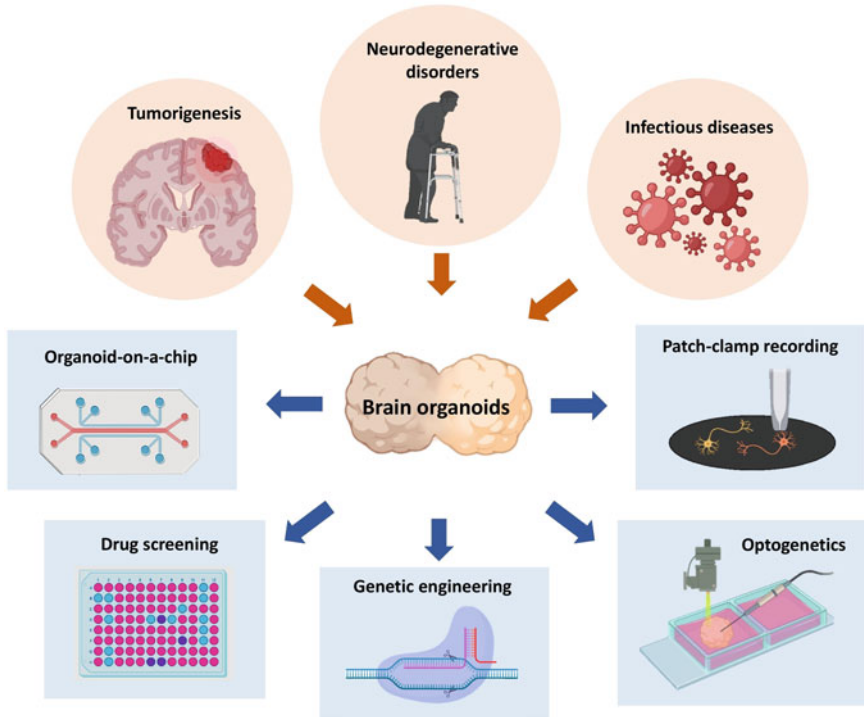 Neurodegenerative
disorders
Tumorigenesis
Infectious diseases
Organoid-on-a-chip
Patch-clamp recording
Brain organoids
Drug screening
Genetic engineering
Optogenetics